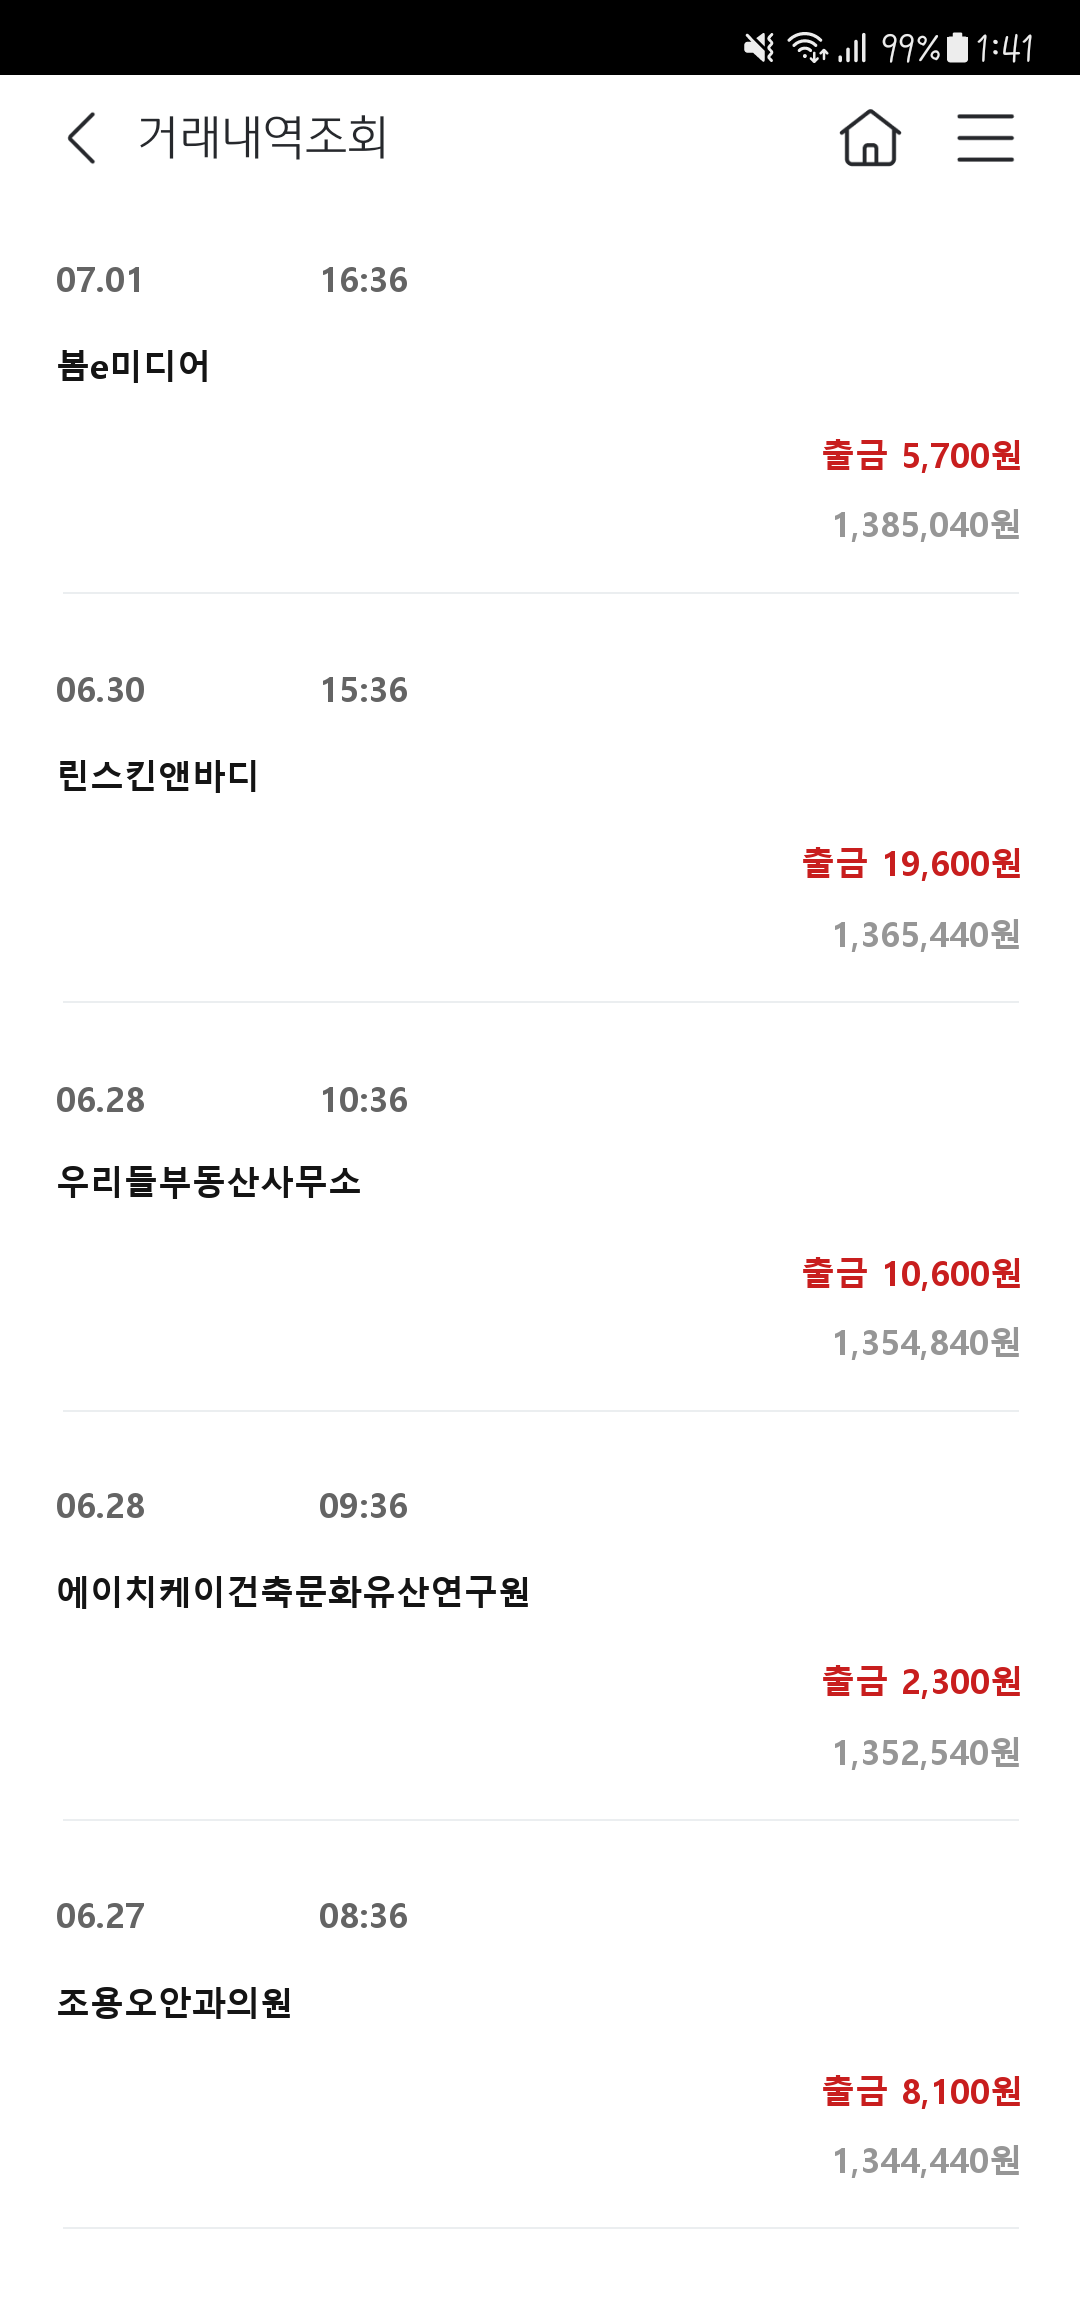 99% 1:41
거래내역조회
07.01 16:36
봄e미디어
출금 5,700원
1,385,040원
06.30 15:36
린스킨앤바디
출금 19,600원
1,365,440원
06.28 10:36
우리들부동산사무소
출금 10,600원
1,354,840원
06.28 09:36
에이치케이건축문화유산연구원
출금 2,300원
1,352,540원
06.27 08:36
조용오안과의원
출금 8,100원
1,344,440원